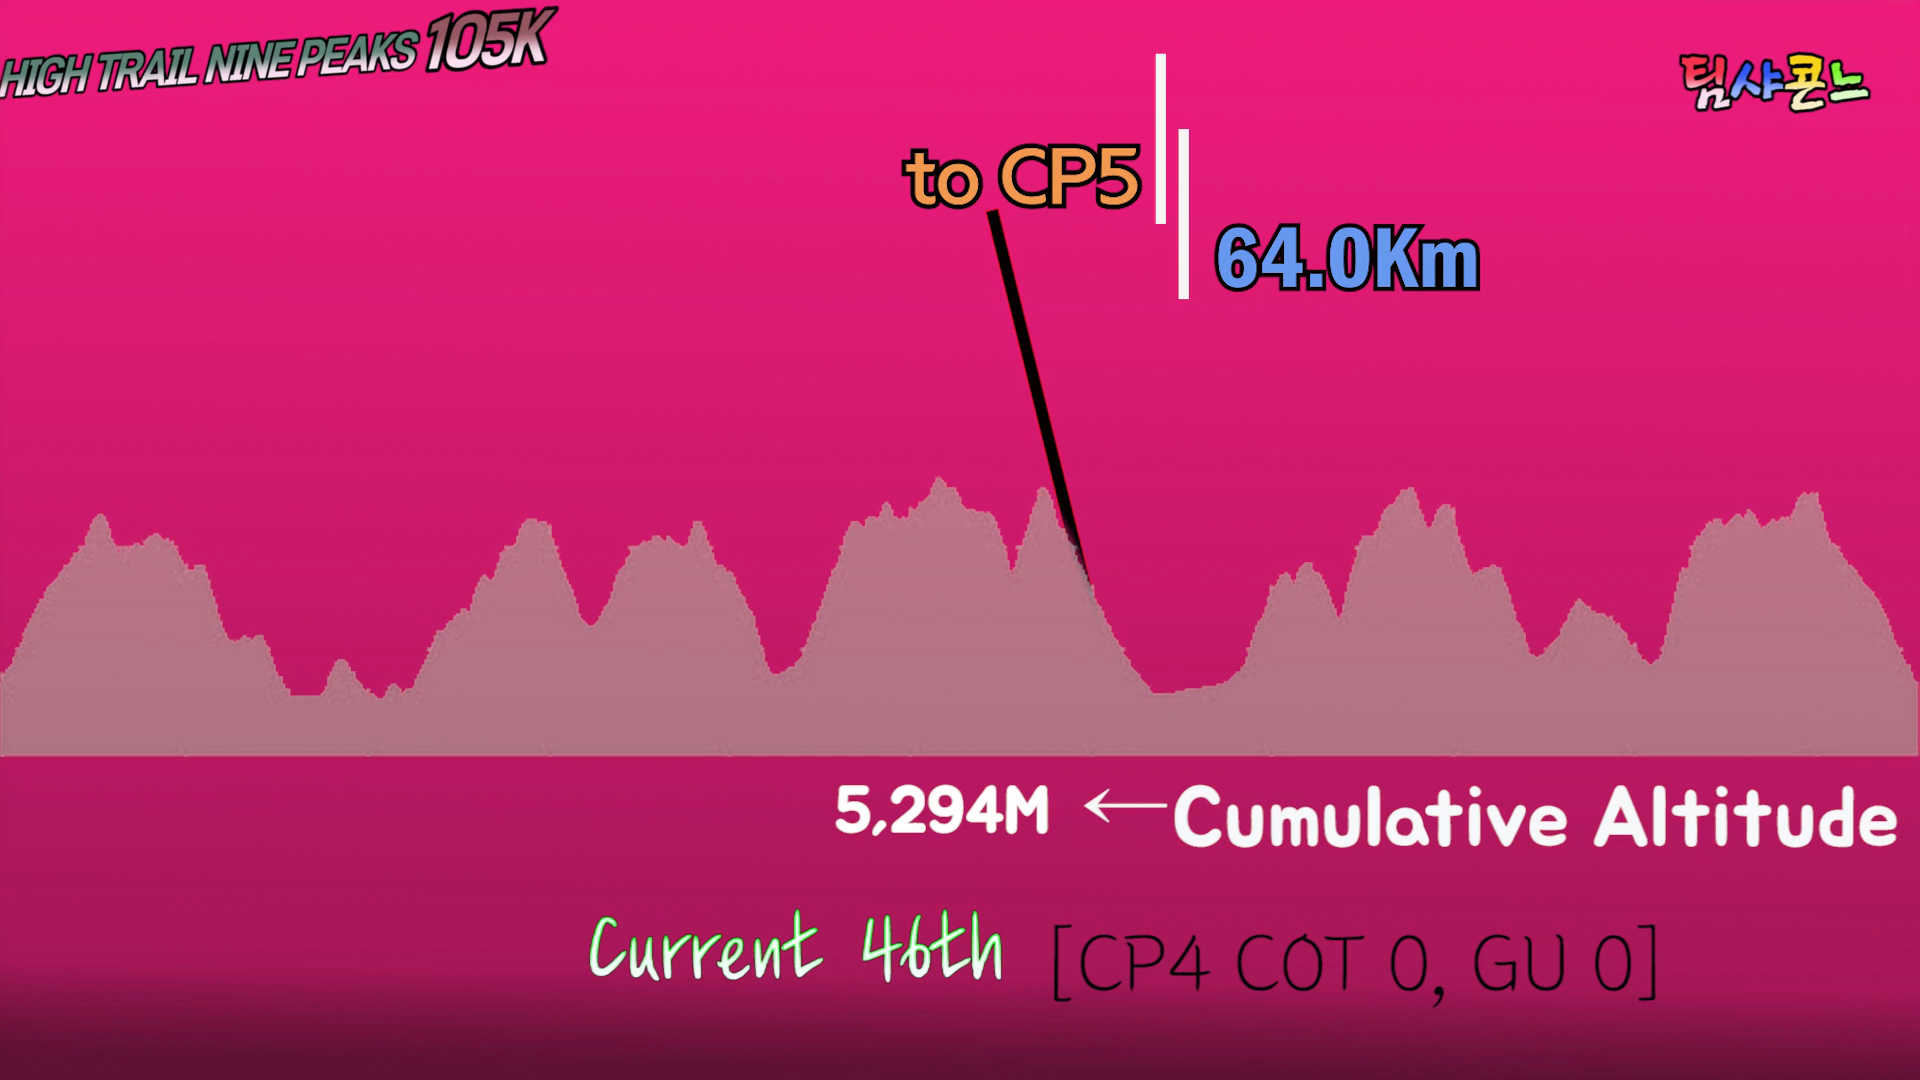 HIGH TRAIL NINE PEAKS 105K
팀샤콘느
to CP5
64.0Km
5,294M ←Cumulative Altitude
Current 46th [CP4 COT 0, GU 0]